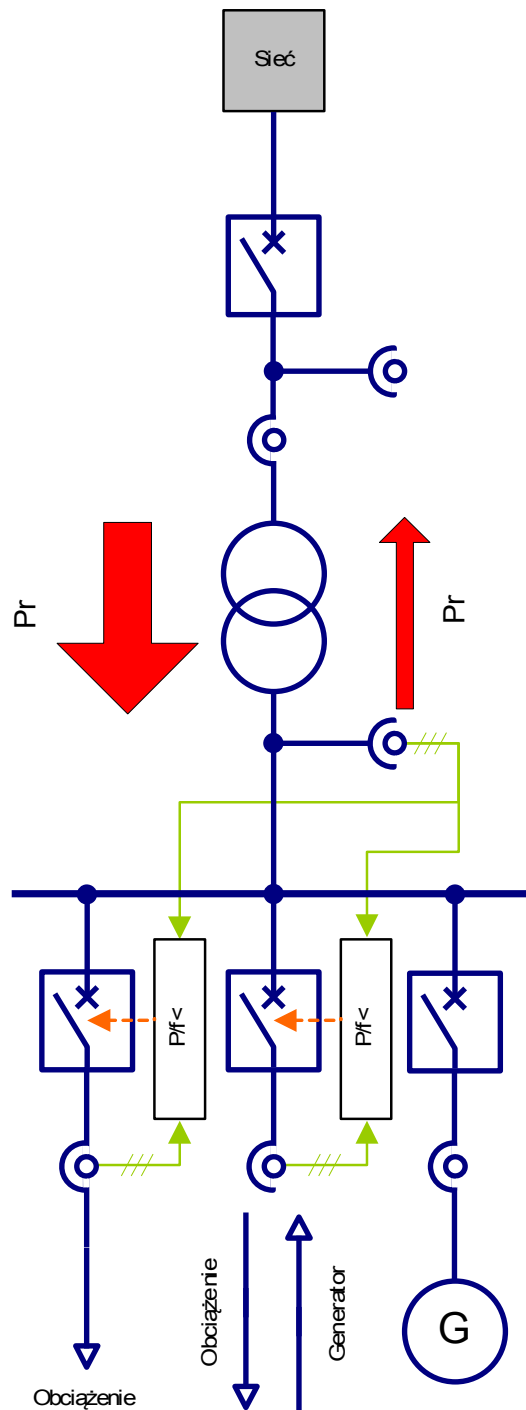 Sieć
Pr
Pr
P/f <
P/f <
Obciążenie
Generator
G
Obciążenie